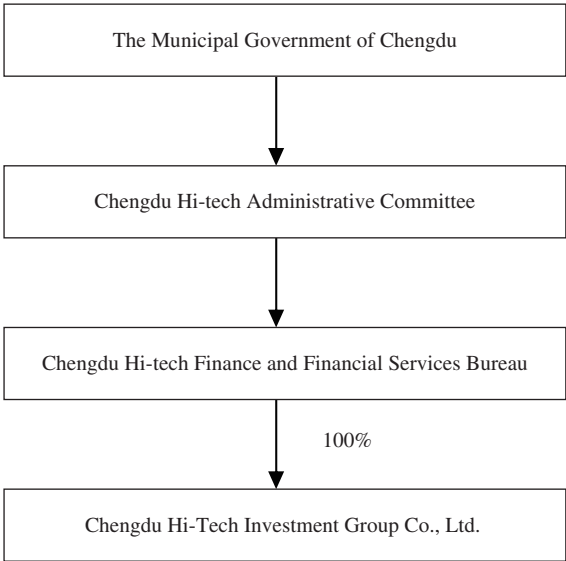 The Municipal Government of Chengdu
Chengdu Hi-tech Administrative Committee
Chengdu Hi-tech Finance and Financial Services Bureau
100%
Chengdu Hi-Tech Investment Group Co., Ltd.